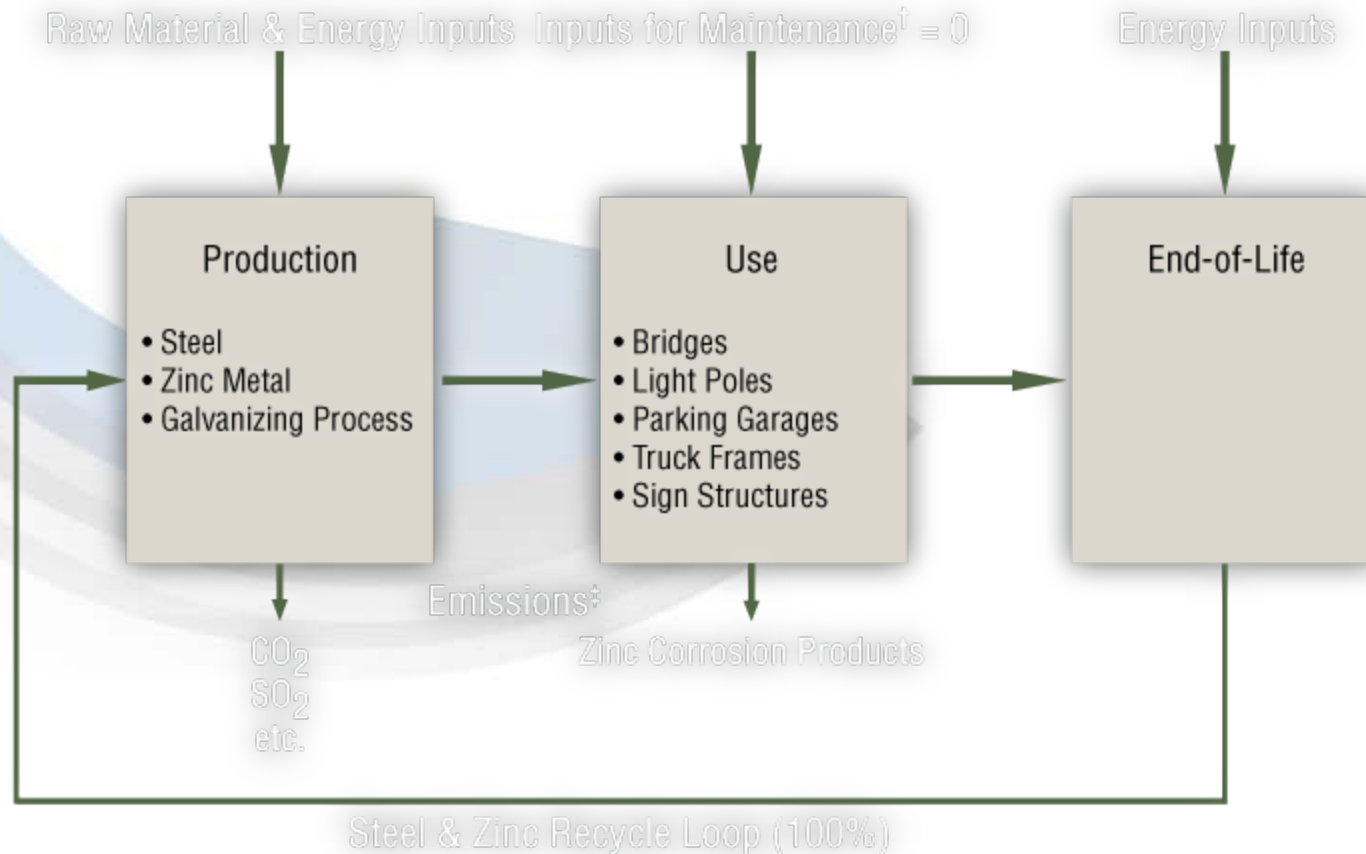 Raw Material & Energy Inputs
Inputs for Maintenance† = 0
Energy Inputs
Production
• Steel
• Zinc Metal
• Galvanizing Process
Use
• Bridges
• Light Poles
• Parking Garages
• Truck Frames
• Sign Structures
End-of-Life
Emissions‡
CO2
SO2
etc.
Zinc Corrosion Products
Steel & Zinc Recycle Loop (100%)